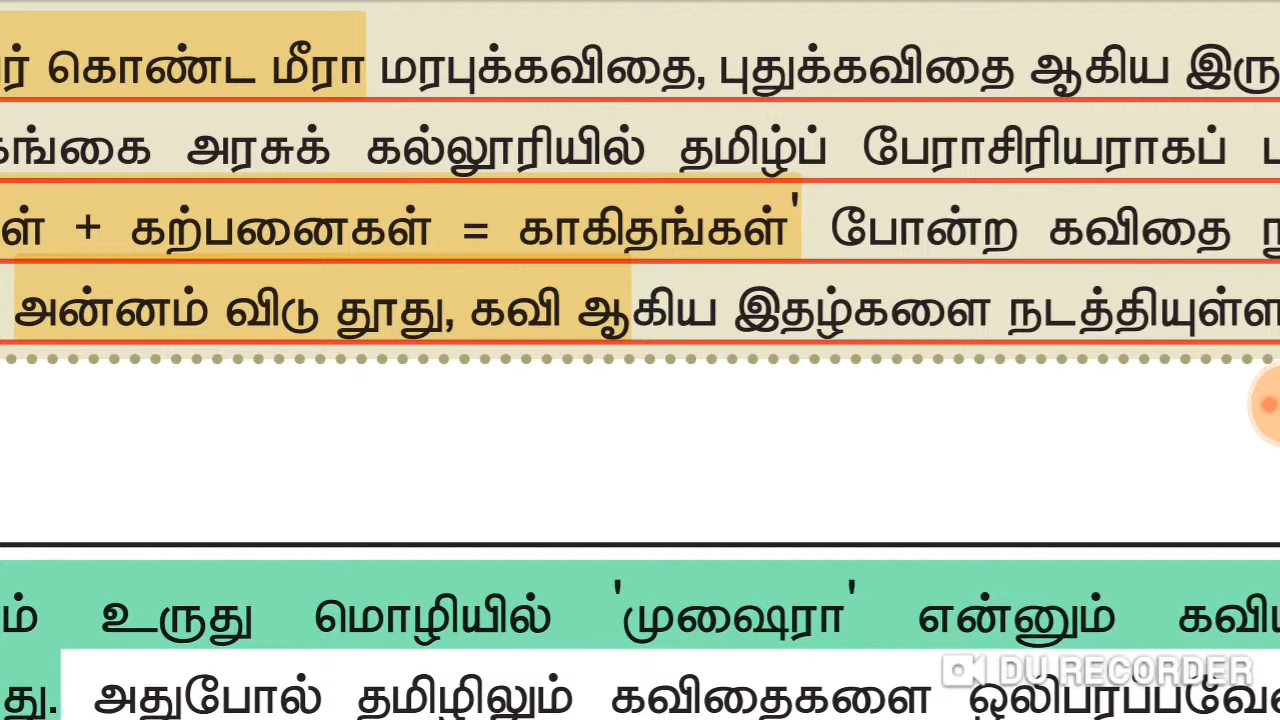 ர் கொண்ட மீரா மரபுக்கவிதை, புதுக்கவிதை ஆகிய இரு
கங்கை அரசுக் கல்லூரியில் தமிழ்ப் பேராசிரியராகப் ப
ள் + கற்பனைகள் = காகிதங்கள்' போன்ற கவிதை நூ
அன்னம் விடு தூது, கவி ஆகிய இதழ்களை நடத்தியுள்ள
ம் உருது மொழியில் 'முஷைரா' என்னும் கவிய
து. அதுபோல் தமிழிலும் கவிதைகளை ஒலிபரப்பவே
DU RECORDER